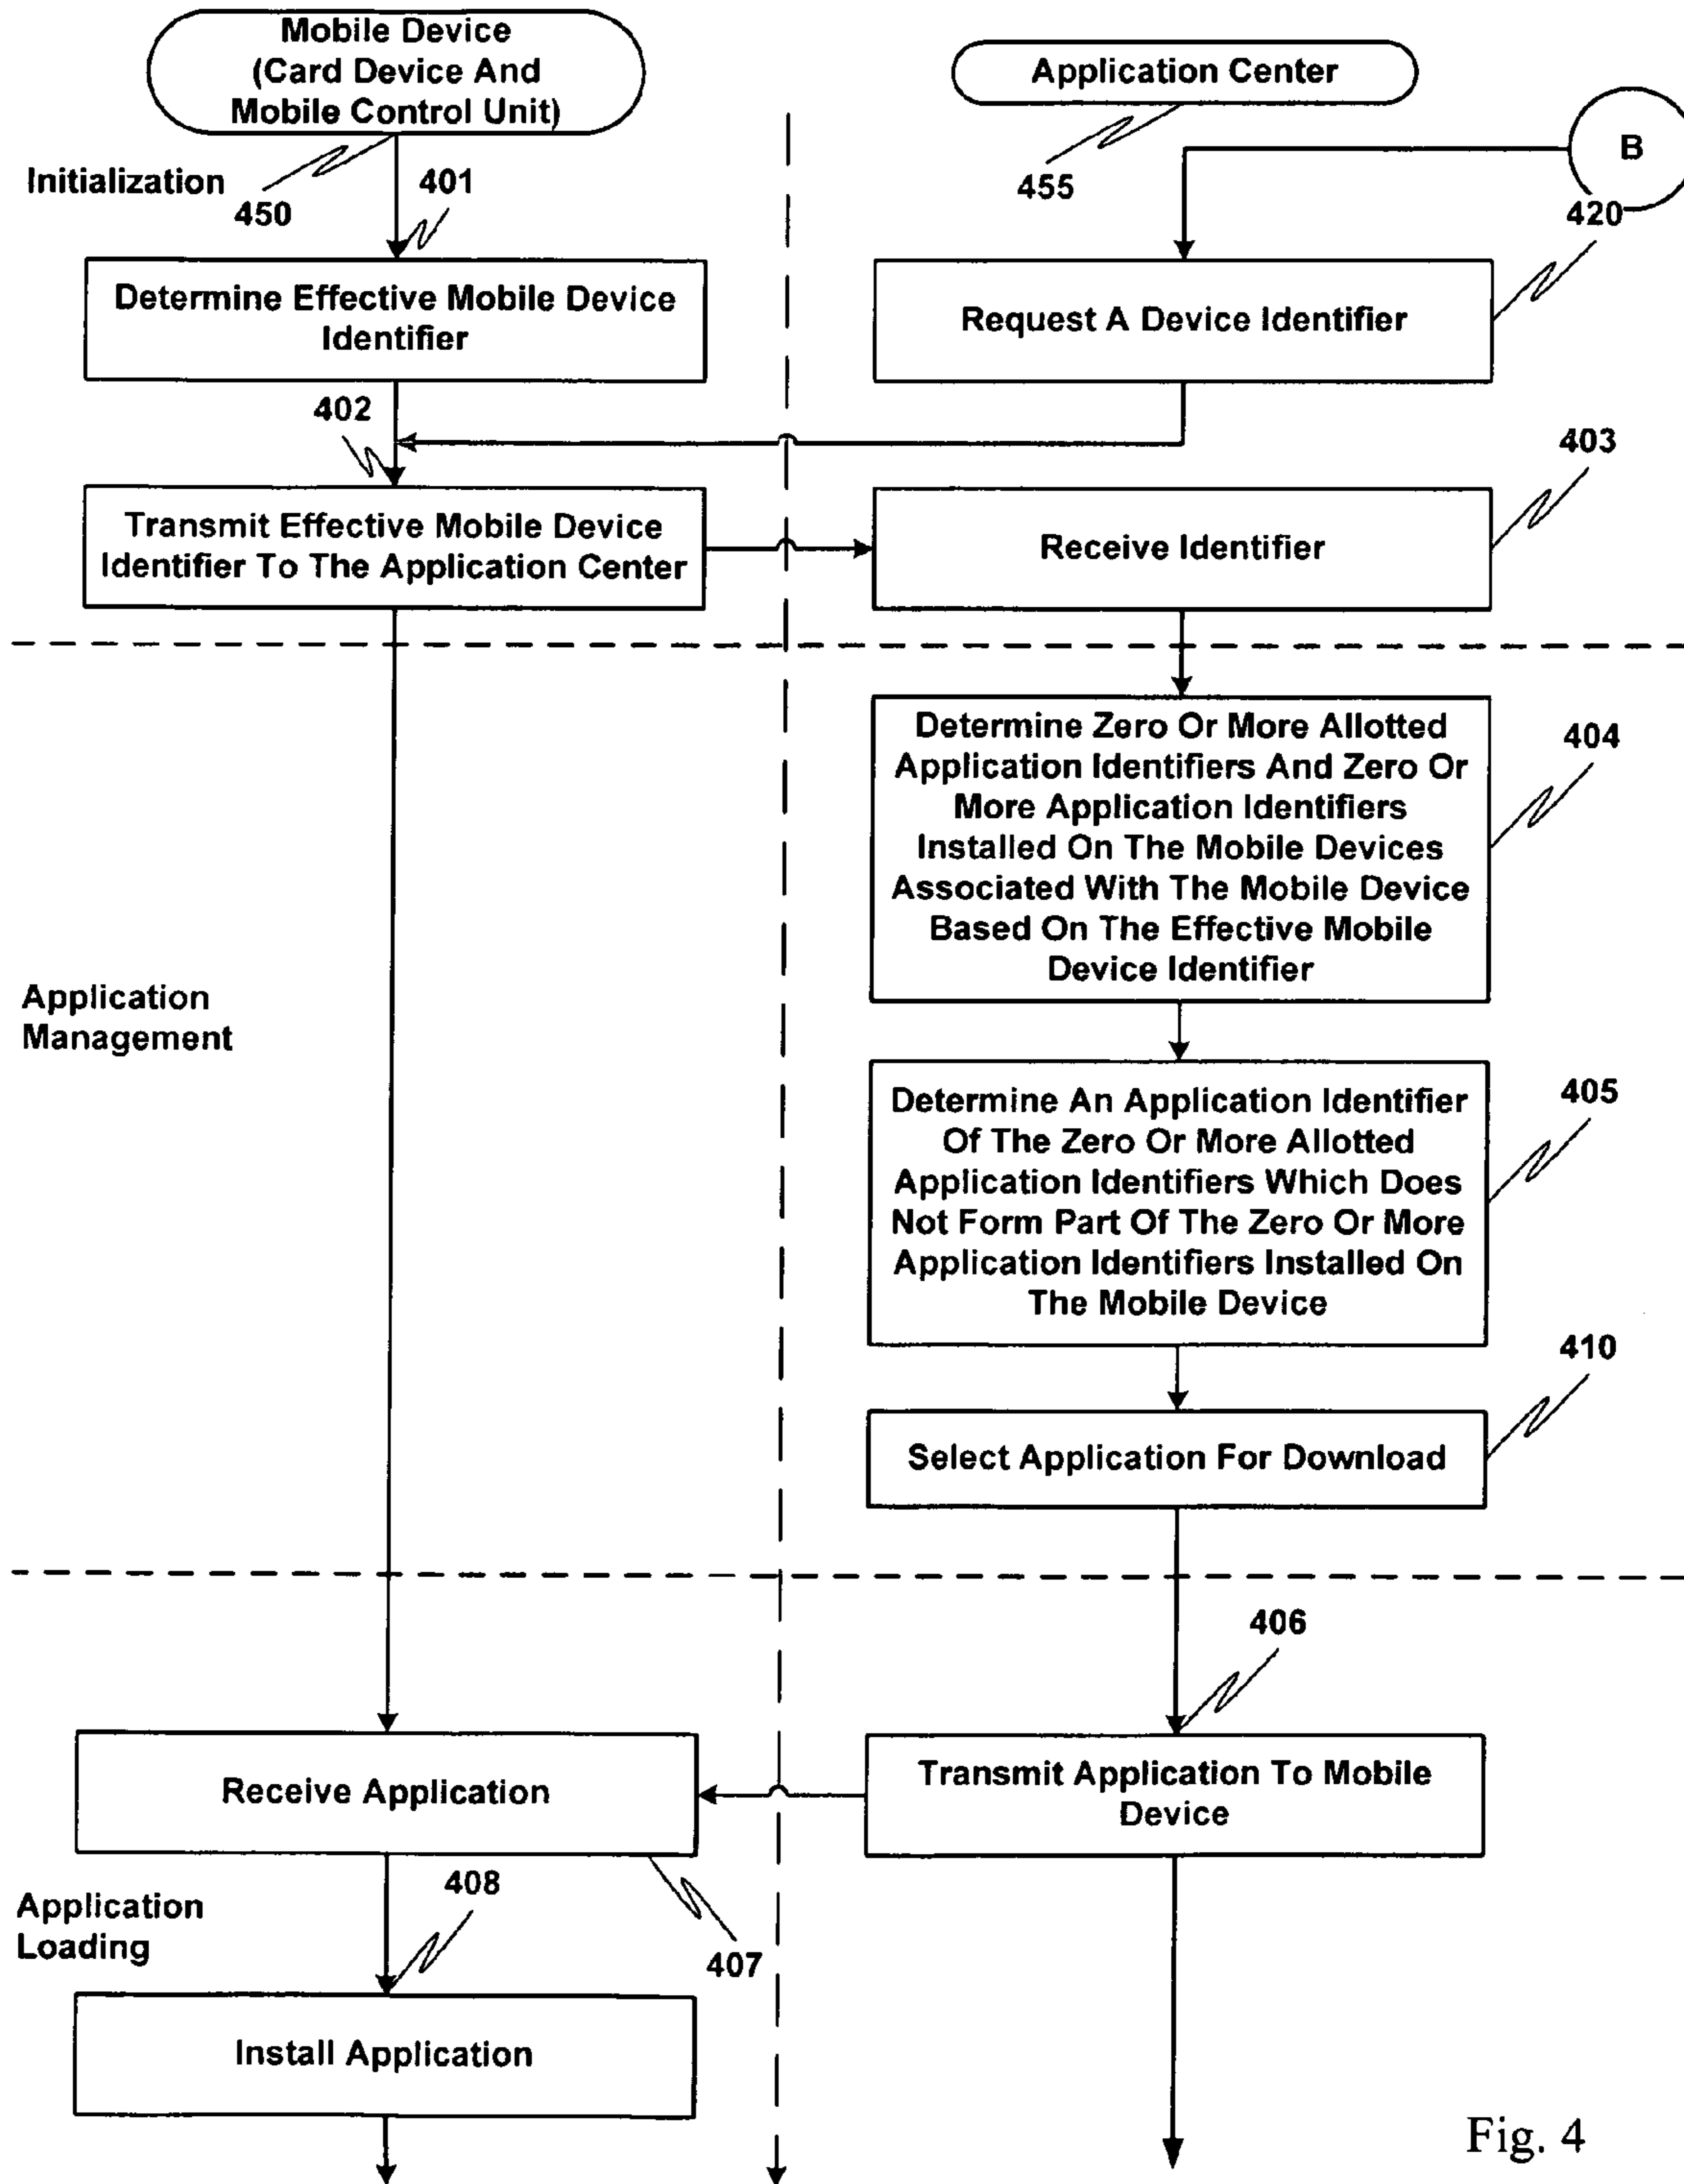 Mobile Device
(Card Device And
Mobile Control Unit)
Application Center
B
Initialization
450
401
455
420
Determine Effective Mobile Device
Identifier
Request A Device Identifier
402
403
Transmit Effective Mobile Device
Identifier To The Application Center
Receive Identifier
Application
Management
Determine Zero Or More Allotted
Application Identifiers And Zero Or
More Application Identifiers
Installed On The Mobile Devices
Associated With The Mobile Device
Based On The Effective Mobile
Device Identifier
404
Determine An Application Identifier
Of The Zero Or More Allotted
Application Identifiers Which Does
Not Form Part Of The Zero Or More
Application Identifiers Installed On
The Mobile Device
405
410
Select Application For Download
406
Receive Application
Transmit Application To Mobile
Device
Application
Loading
408
407
Install Application
Fig. 4